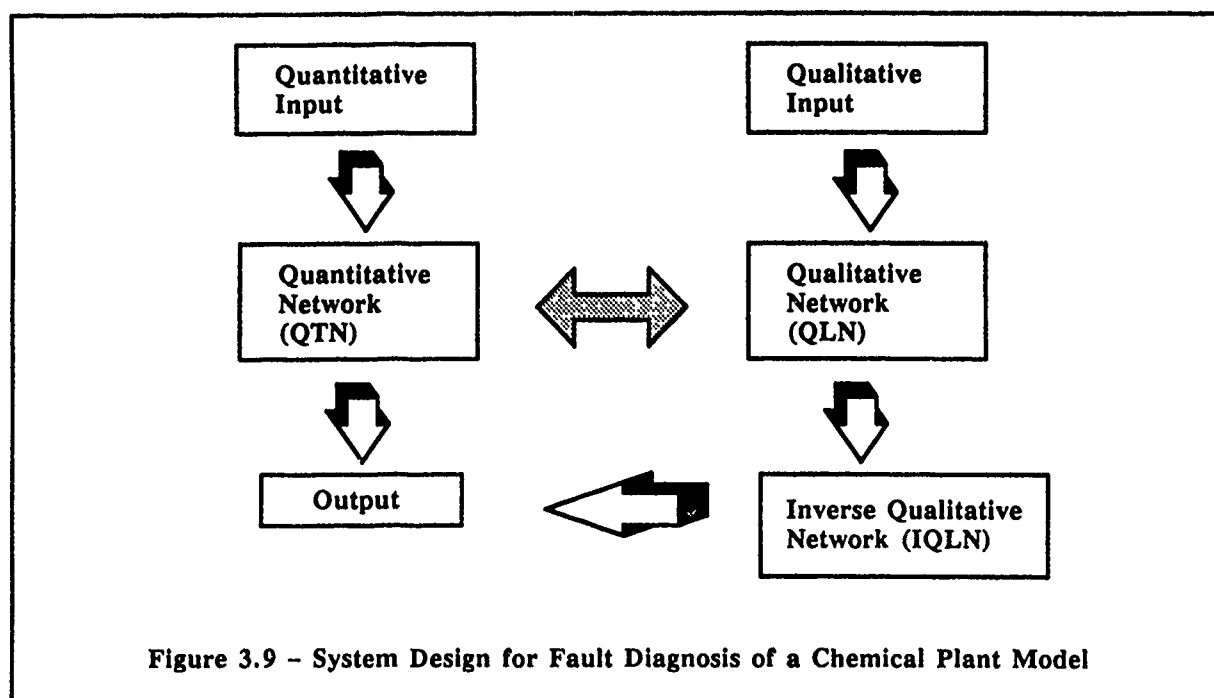 Quantitative
Input
Qualitative
Input
Quantitative
Network
(QTN)
Qualitative
Network
(QLN)
Output
Inverse Qualitative
Network (IQLN)
Figure 3.9 – System Design for Fault Diagnosis of a Chemical Plant Model